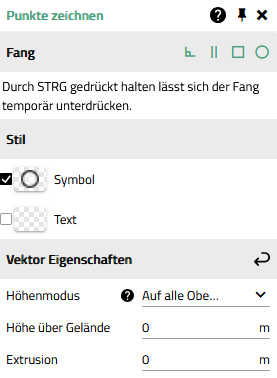 Punkte zeichnen
Fang
Durch STRG gedrückt halten lässt sich der Fang
temporär unterdrücken.
Stil
Symbol
Text
Vektor Eigenschaften
Höhenmodus ? Auf alle Obe...
Höhe über Gelände 0 m
Extrusion 0 m